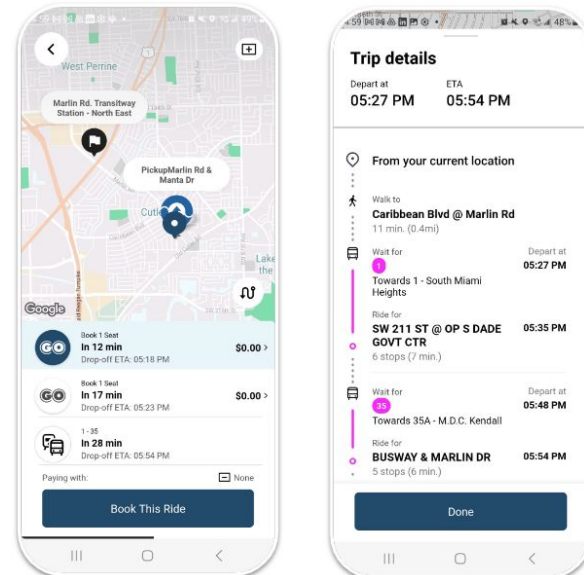 West Perrine
Marlin Rd. Transitway
Station - North East
PickupMarlin Rd &
Manta Dr
Cutle
Lake
the
Google
GO
Book 1 Seat
In 12 min
$0.00 >
Drop-off ETA: 05:18 PM
GO
Book 1 Seat
In 17 min
$0.00 >
Drop-off ETA: 05:23 PM
1 - 35
In 28 min
Drop-off ETA: 05:54 PM
Paying with:
None
Book This Ride
48%
Trip details
Depart at
ETA
05:27 PM
05:54 PM
From your current location
Walk to
Caribbean Blvd @ Marlin Rd
11 min. (0.4mi)
Wait for
Depart at
1
05:27 PM
Towards 1 - South Miami
Heights
Ride for
SW 211 ST @ OP S DADE
05:35 PM
GOVT CTR
6 stops (7 min.)
Wait for
Depart at
35
05:48 PM
Towards 35A - M.D.C. Kendall
Ride for
BUSWAY & MARLIN DR
05:54 PM
5 stops (6 min.)
Done